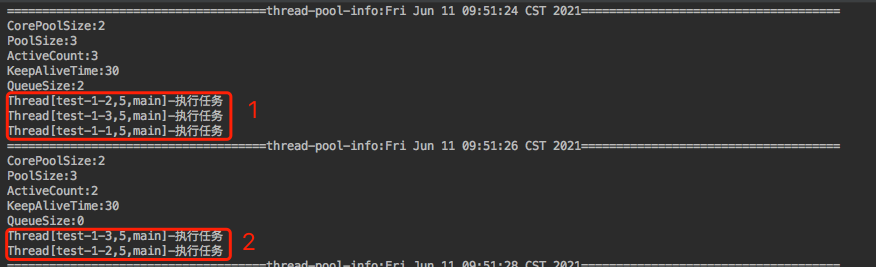 =====================================thread-pool-info:Fri Jun 11 09:51:24 CST 2021=====================================
CorePoolSize:2
PoolSize:3
ActiveCount:3
KeepAliveTime:30
QueueSize:2
Thread[test-1-2,5,main]-执行任务
Thread[test-1-3,5,main]-执行任务
1
Thread[test-1-1,5,main]-执行任务
=====================================thread-pool-info:Fri Jun 11 09:51:26 CST 2021=====================================
CorePoolSize:2
PoolSize:3
ActiveCount:2
KeepAliveTime:30
QueueSize:0
Thread[test-1-3,5,main]-执行任务
2
Thread[test-1-2,5,main]-执行任务
=====================================thread-pool-info:Fri Jun 11 09:51:28 CST 2021=====================================